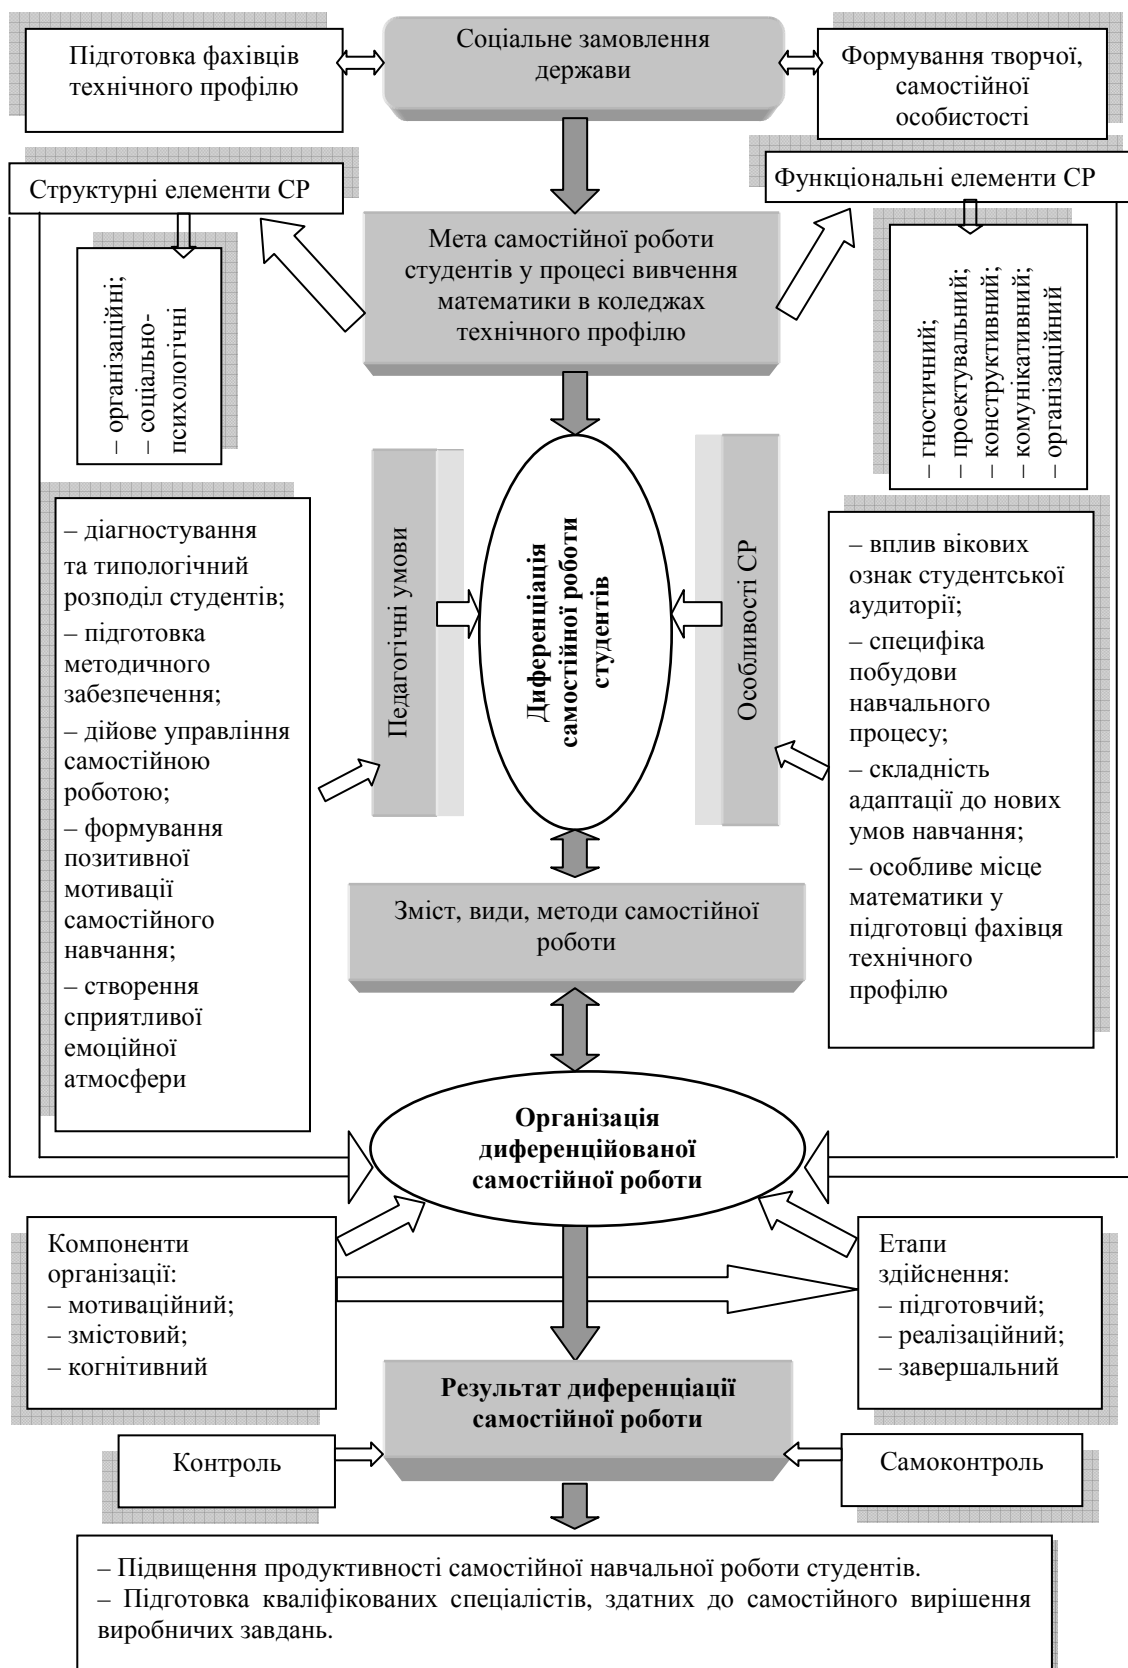 Підготовка фахівців
технічного профілю
Соціальне замовлення
держави
Формування творчої,
самостійної
особистості
Структурні елементи СР
Функціональні елементи СР
Мета самостійної роботи
студентів у процесі вивчення
математики в коледжах
технічного профілю
– організаційні;
– соціально-
психологічні
– гностичний;
– проектувальний;
– конструктивний;
– комунікативний;
– організаційний
– діагностування
та типологічний
розподіл студентів;
– підготовка
методичного
забезпечення;
– дійове управління
самостійною
роботою;
– формування
позитивної
мотивації
самостійного
навчання;
– створення
сприятливої
емоційної
атмосфери
Педагогічні умови
Диференціація
самостійної роботи
студентів
Особливості СР
– вплив вікових
ознак студентської
аудиторії;
– специфіка
побудови
навчального
процесу;
– складність
адаптації до нових
умов навчання;
– особливе місце
математики у
підготовці фахівця
технічного
профілю
Зміст, види, методи самостійної
роботи
Організація
диференційованої
самостійної роботи
Компоненти
організації:
– мотиваційний;
– змістовий;
– когнітивний
Етапи
здійснення:
– підготовчий;
– реалізаційний;
– завершальний
Результат диференціації
самостійної роботи
Контроль
Самоконтроль
– Підвищення продуктивності самостійної навчальної роботи студентів.
– Підготовка кваліфікованих спеціалістів, здатних до самостійного вирішення
виробничих завдань.